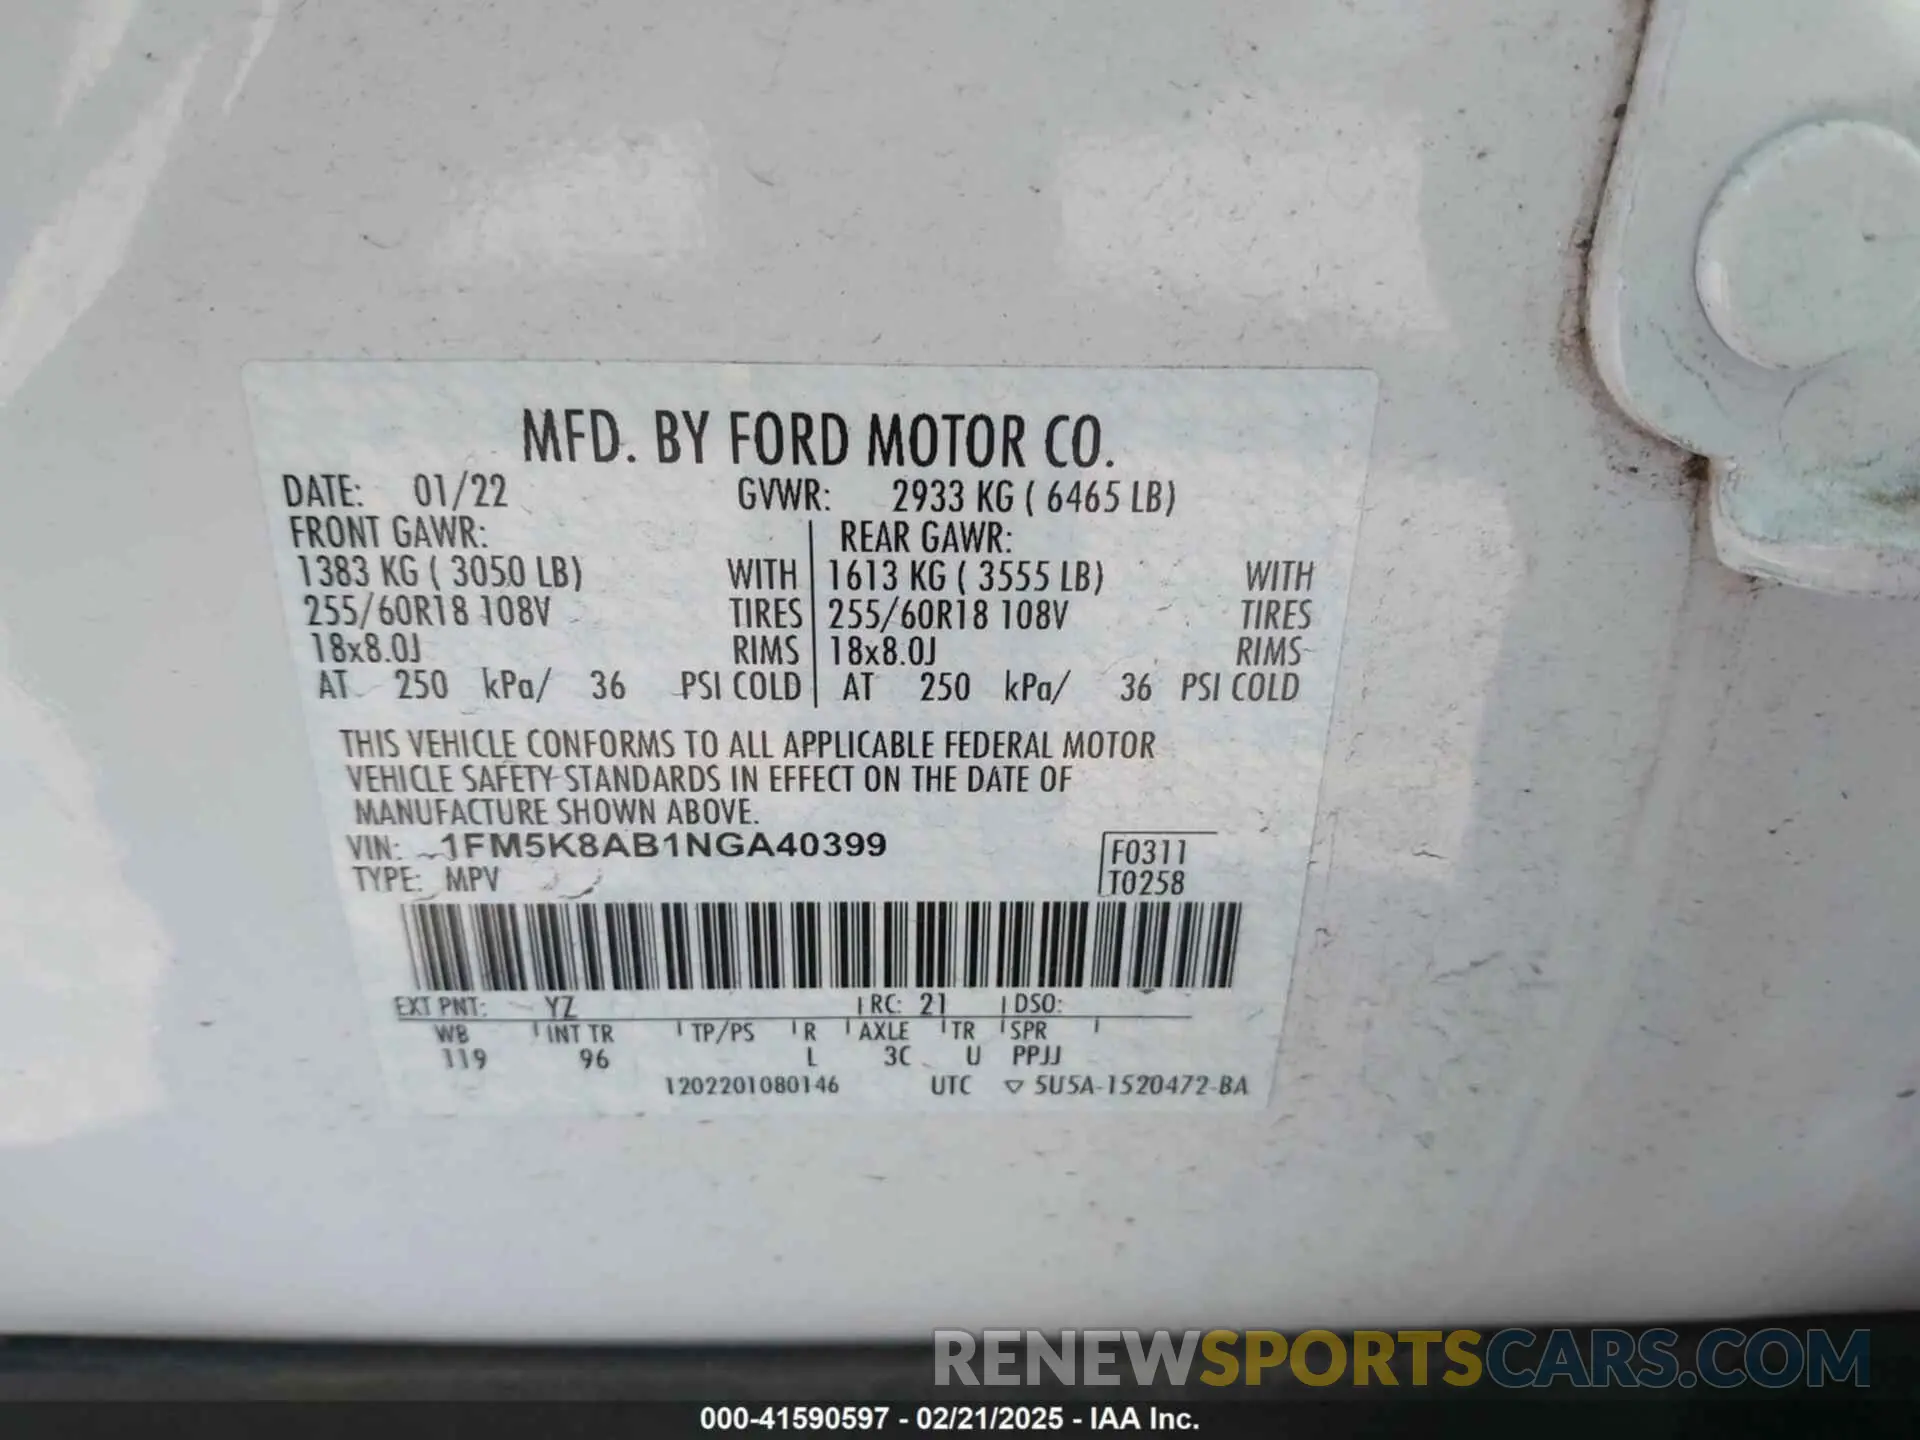 MFD. BY FORD MOTOR CO.
DATE: 01/22 GVWR: 2933 KG ( 6465 LB)
FRONT GAWR: REAR GAWR:
1383 KG ( 3050 LB) WITH 1613 KG ( 3555 LB) WITH
255/60R18 108V TIRES 255/60R18 108V TIRES
18x8.0J RIMS 18x8.0J RIMS
AT 250 kPa/ 36 PSI COLD AT 250 kPa/ 36 PSI COLD
THIS VEHICLE CONFORMS TO ALL APPLICABLE FEDERAL MOTOR
VEHICLE SAFETY STANDARDS IN EFFECT ON THE DATE OF
MANUFACTURE SHOWN ABOVE.
VIN: 1FM5K8AB1NGA40399 F0311
TYPE: MPV T0258
EXT PNT: YZ RC: 21 DSO:
WB INT TR TP/PS R AXLE TR SPR
119 96 L 3C U PPJJ
1202201080146 UTC ▽ 5U5A-1520472-BA
RENEWSPORTSCARS.COM
000-41590597 - 02/21/2025 - IAA Inc.